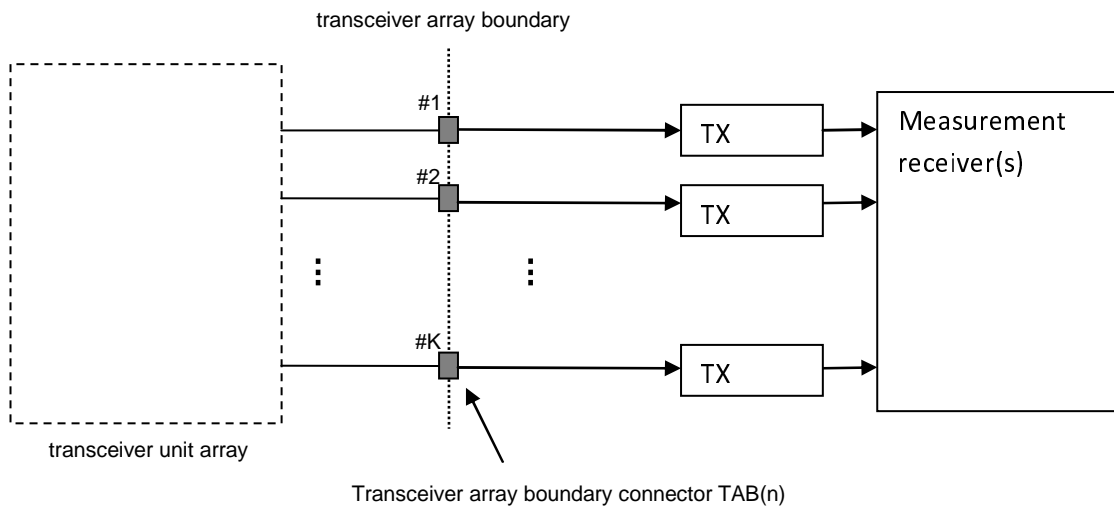 transceiver array boundary
#1
TX
Measurement
receiver(s)
#2
TX
#K
TX
transceiver unit array
Transceiver array boundary connector TAB(n)